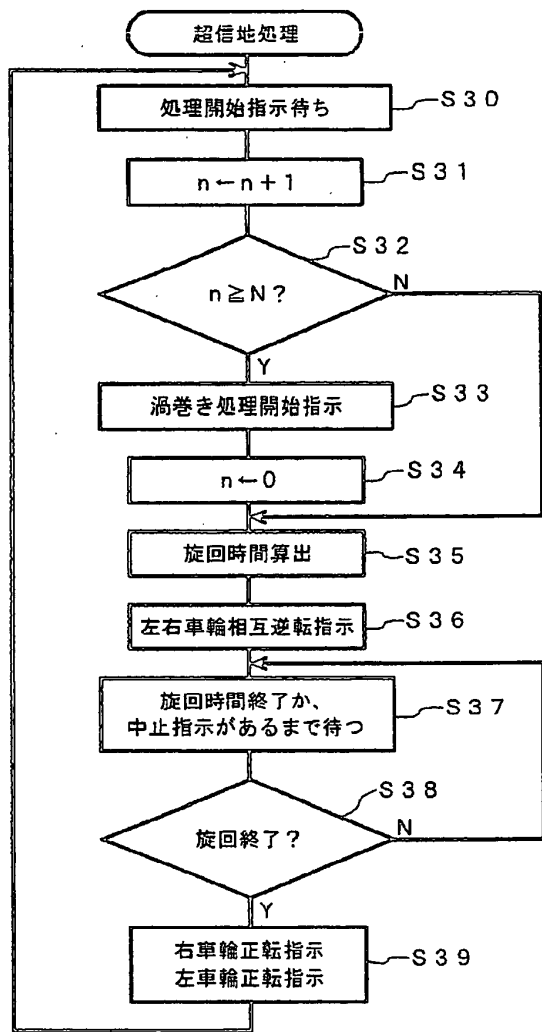 超信地処理
処理開始指示待ち
S30
n←n+1
S31
S32
n≧N?
N
Y
渦巻き処理開始指示
S33
n←0
S34
旋回時間算出
S35
左右車輪相互逆転指示
S36
旋回時間終了か、
中止指示があるまで待つ
S37
S38
旋回終了?
N
Y
右車輪正転指示
左車輪正転指示
S39